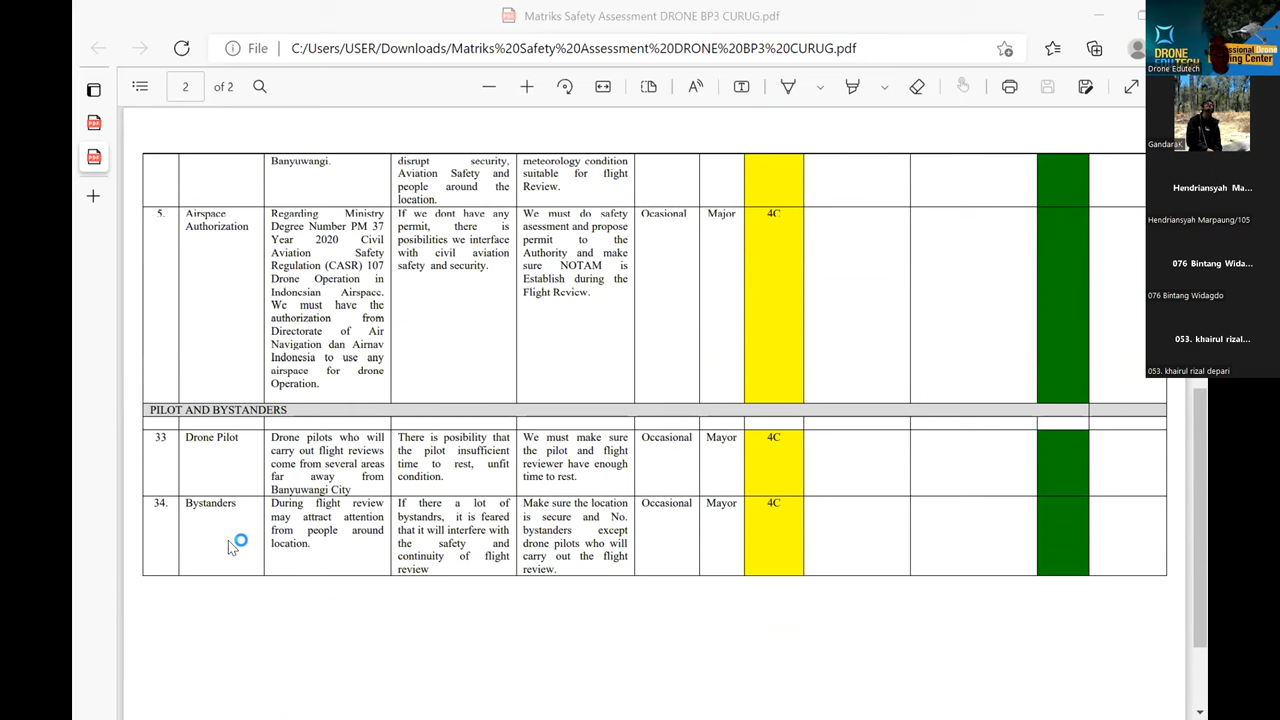 Matriks Safety Assessment DRONE BP3 CURUG.pdf
File
C:/Users/USER/Downloads/Matriks%20Safety%20Assessment%20DRONE%20BP3%20CURUG.pdf
2
of 2
Banyuwangi.
disrupt security,
Aviation Safety and
people around the
location.
meteorology condition
suitable for flight
Review.
5.
Airspace
Authorization
Regarding Ministry
Degree Number PM 37
Year 2020 Civil
Aviation Safety
Regulation (CASR) 107
Drone Operation in
Indonesian Airspace.
We must have the
authorization from
Directorate of Air
Navigation dan Airnav
Indonesia to use any
airspace for drone
Operation.
If we dont have any
permit, there is
posibilities we interface
with civil aviation
safety and security.
We must do safety
asessment and propose
permit to the
Authority and make
sure NOTAM is
Establish during the
Flight Review.
Ocasional
Major
4C
PILOT AND BYSTANDERS
33
Drone Pilot
Drone pilots who will
carry out flight reviews
come from several areas
far away from
Banyuwangi City
There is posibility that
the pilot insufficient
time to rest, unfit
condition.
We must make sure
the pilot and flight
reviewer have enough
time to rest.
Occasional
Mayor
4C
34.
Bystanders
During flight review
may attract attention
from people around
location.
If there a lot of
bystandrs, it is feared
that it will interfere with
the safety and
continuity of flight
review
Make sure the location
is secure and No.
bystanders except
drone pilots who will
carry out the flight
review.
Occasional
Mayor
4C
DRONE
EDUTECH
Drone
Center
Drone Edutech
GandaraK
Hendriansyah Ma...
Hendriansyah Marpaung/105
076 Bintang Wida...
076 Bintang Widagdo
053. khairul rizal...
053. khairul rizal depari